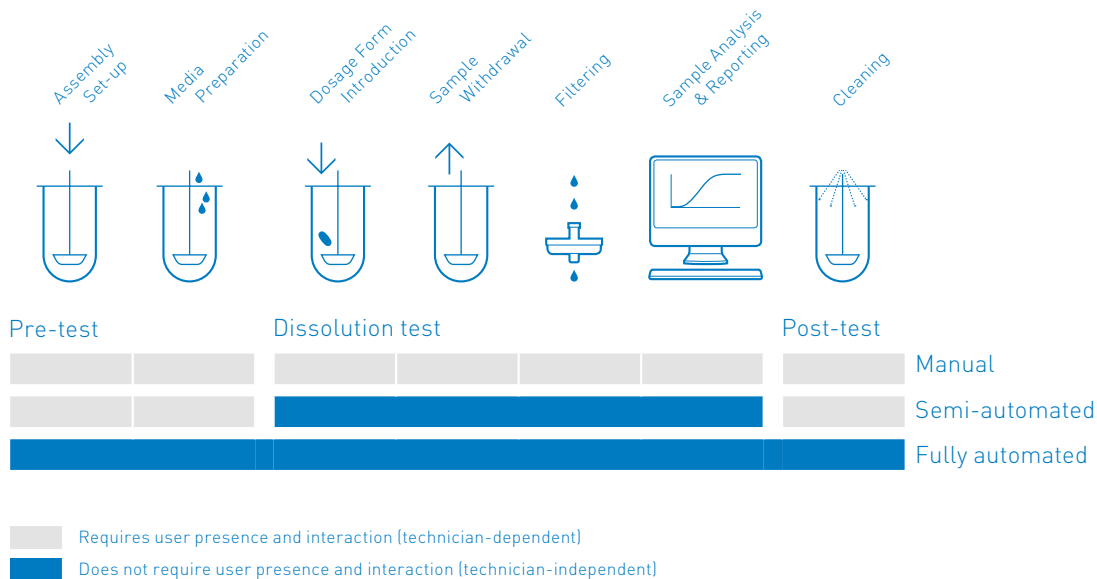 Assembly
Set-up
Media
Preparation
Dosage Form
Introduction
Sample
Withdrawal
Filtering
Sample Analysis
& Reporting
Cleaning
Pre-test
Dissolution test
Post-test
Manual
Semi-automated
Fully automated
Requires user presence and interaction (technician-dependent)
Does not require user presence and interaction (technician-independent)